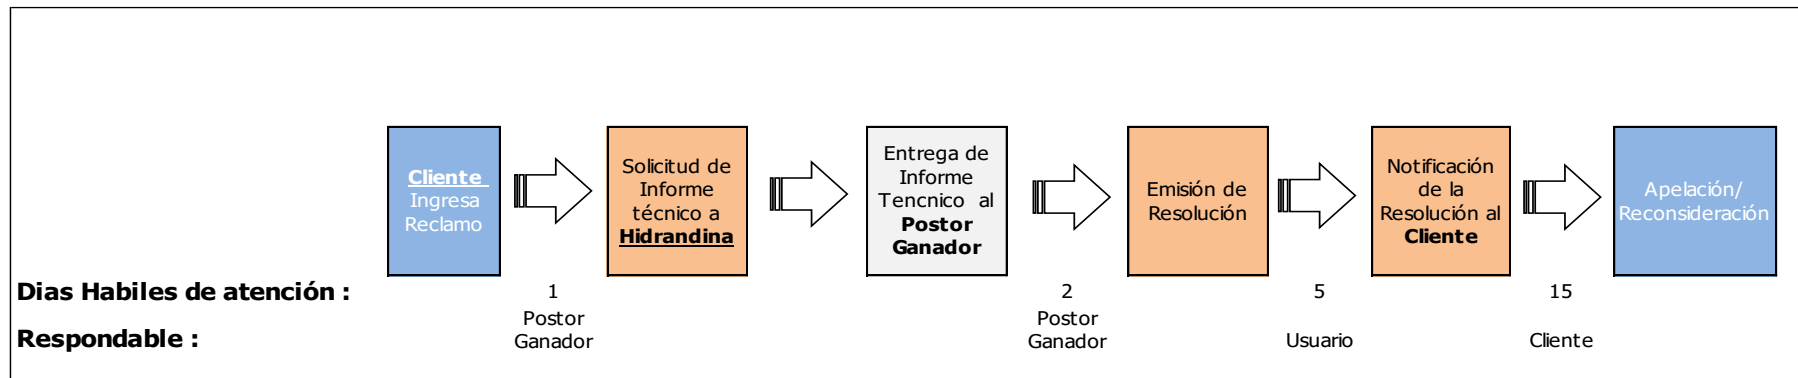 Cliente
Ingresa
Reclamo
Solicitud de
Informe
técnico a
Hidrandina
Entrega de
Informe
Tencnico al
Postor
Ganador
Emisión de
Resolución
Notificación
de la
Resolución al
Cliente
Apelación/
Reconsideración
Dias Habiles de atención :
1
2
5
15
Respondable :
Postor
Ganador
Postor
Ganador
Usuario
Cliente